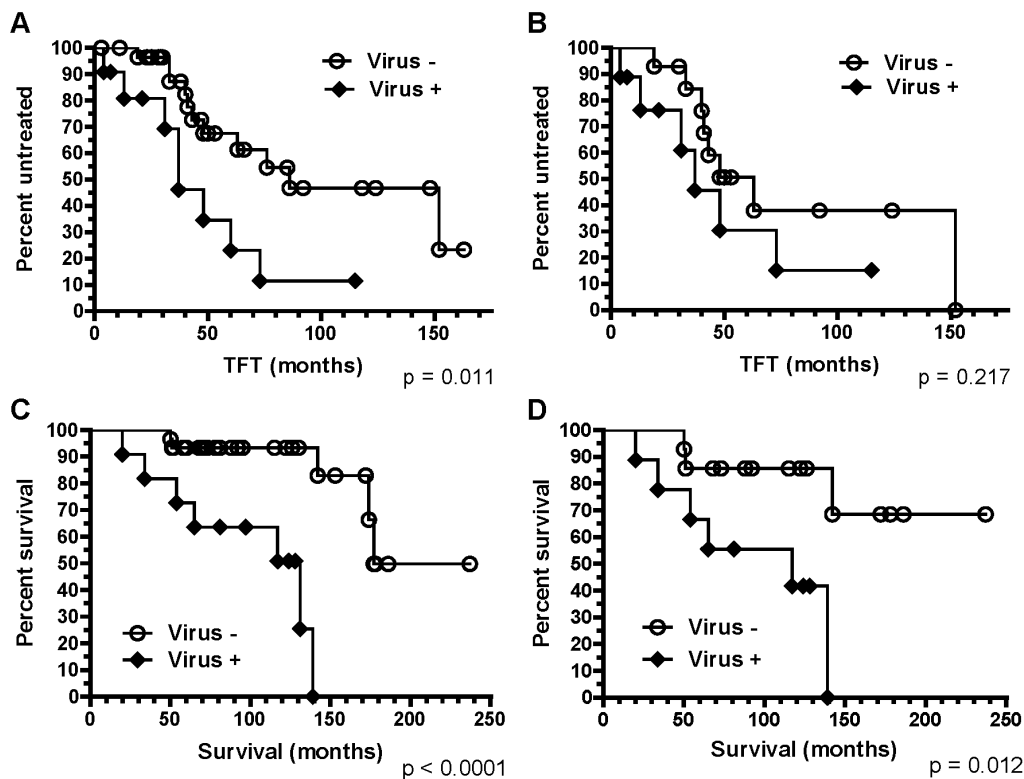 A
Percent untreated
100
90
80
70
60
50
40
30
20
10
0
Virus -
Virus +
0 50 100 150
TFT (months)
p = 0.011
B
Percent untreated
100
90
80
70
60
50
40
30
20
10
0
Virus -
Virus +
0 50 100 150
TFT (months)
p = 0.217
C
Percent survival
100
90
80
70
60
50
40
30
20
10
0
Virus -
Virus +
0 50 100 150 200 250
Survival (months)
p < 0.0001
D
Percent survival
100
90
80
70
60
50
40
30
20
10
0
Virus -
Virus +
0 50 100 150 200 250
Survival (months)
p = 0.012